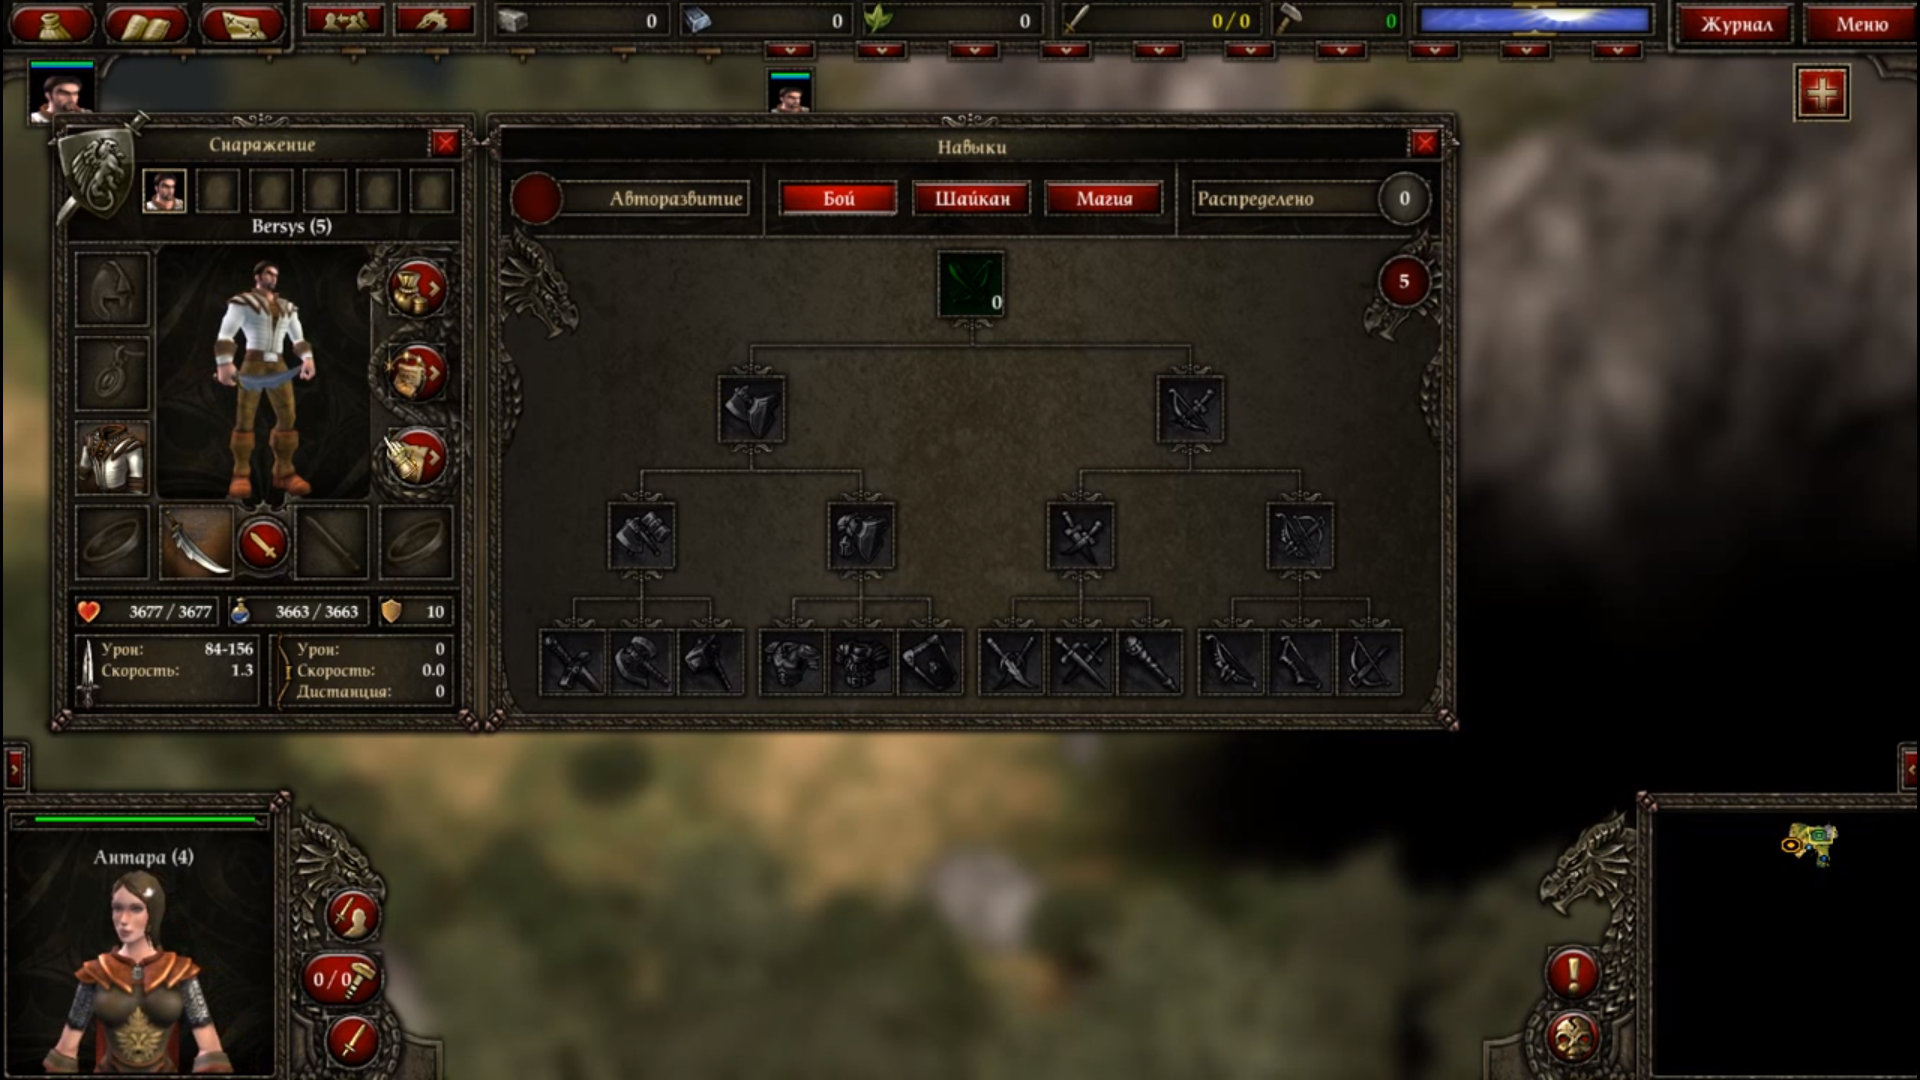 0 0 0 0/0 0 Журнал Меню
Снаряжение
Навыки
Авторазвитие Бой Шайкан Магия Распределено 0
Bersys (5)
0
5
3677 / 3677 3663 / 3663 10
Урон: 84-156
Скорость: 1.3
Урон: 0
Скорость: 0.0
Дистанция: 0
Антара (4)
0/0